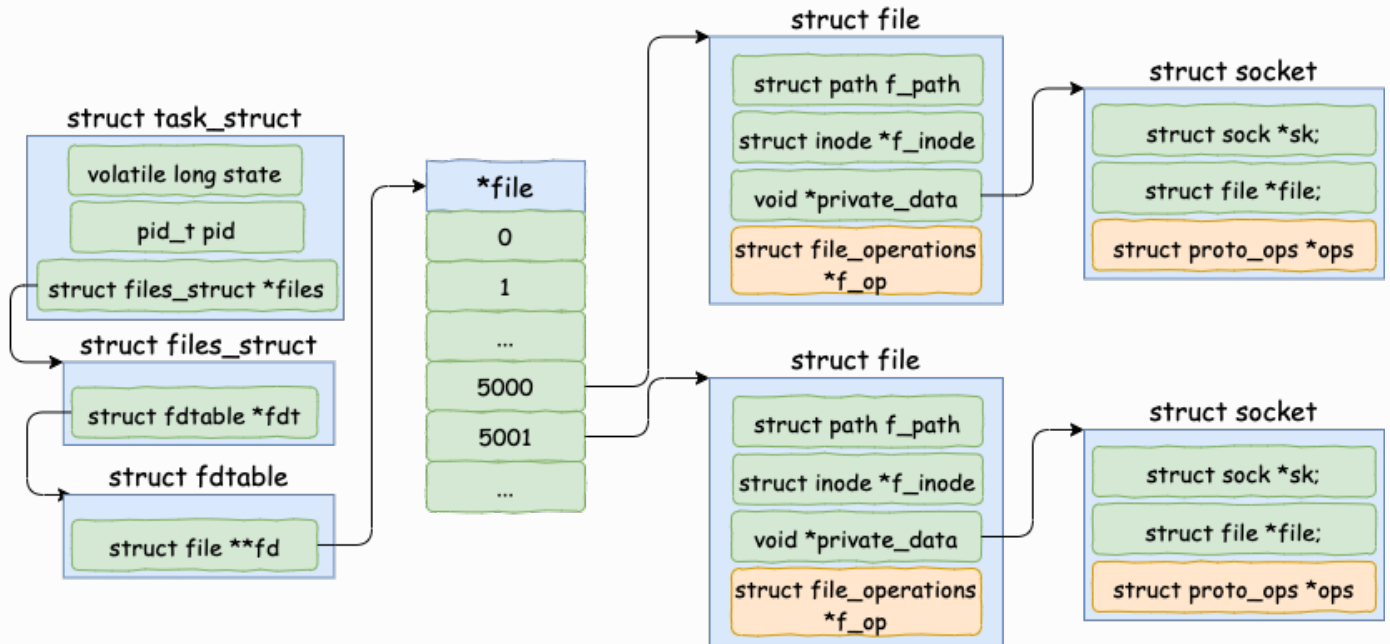 struct task_struct
volatile long state
pid_t pid
struct files_struct *files
struct files_struct
struct fdtable *fdt
struct fdtable
struct file **fd
*file
0
1
...
5000
5001
...
struct file
struct path f_path
struct inode *f_inode
void *private_data
struct file_operations
*f_op
struct socket
struct sock *sk;
struct file *file;
struct proto_ops *ops
struct file
struct path f_path
struct inode *f_inode
void *private_data
struct file_operations
*f_op
struct socket
struct sock *sk;
struct file *file;
struct proto_ops *ops